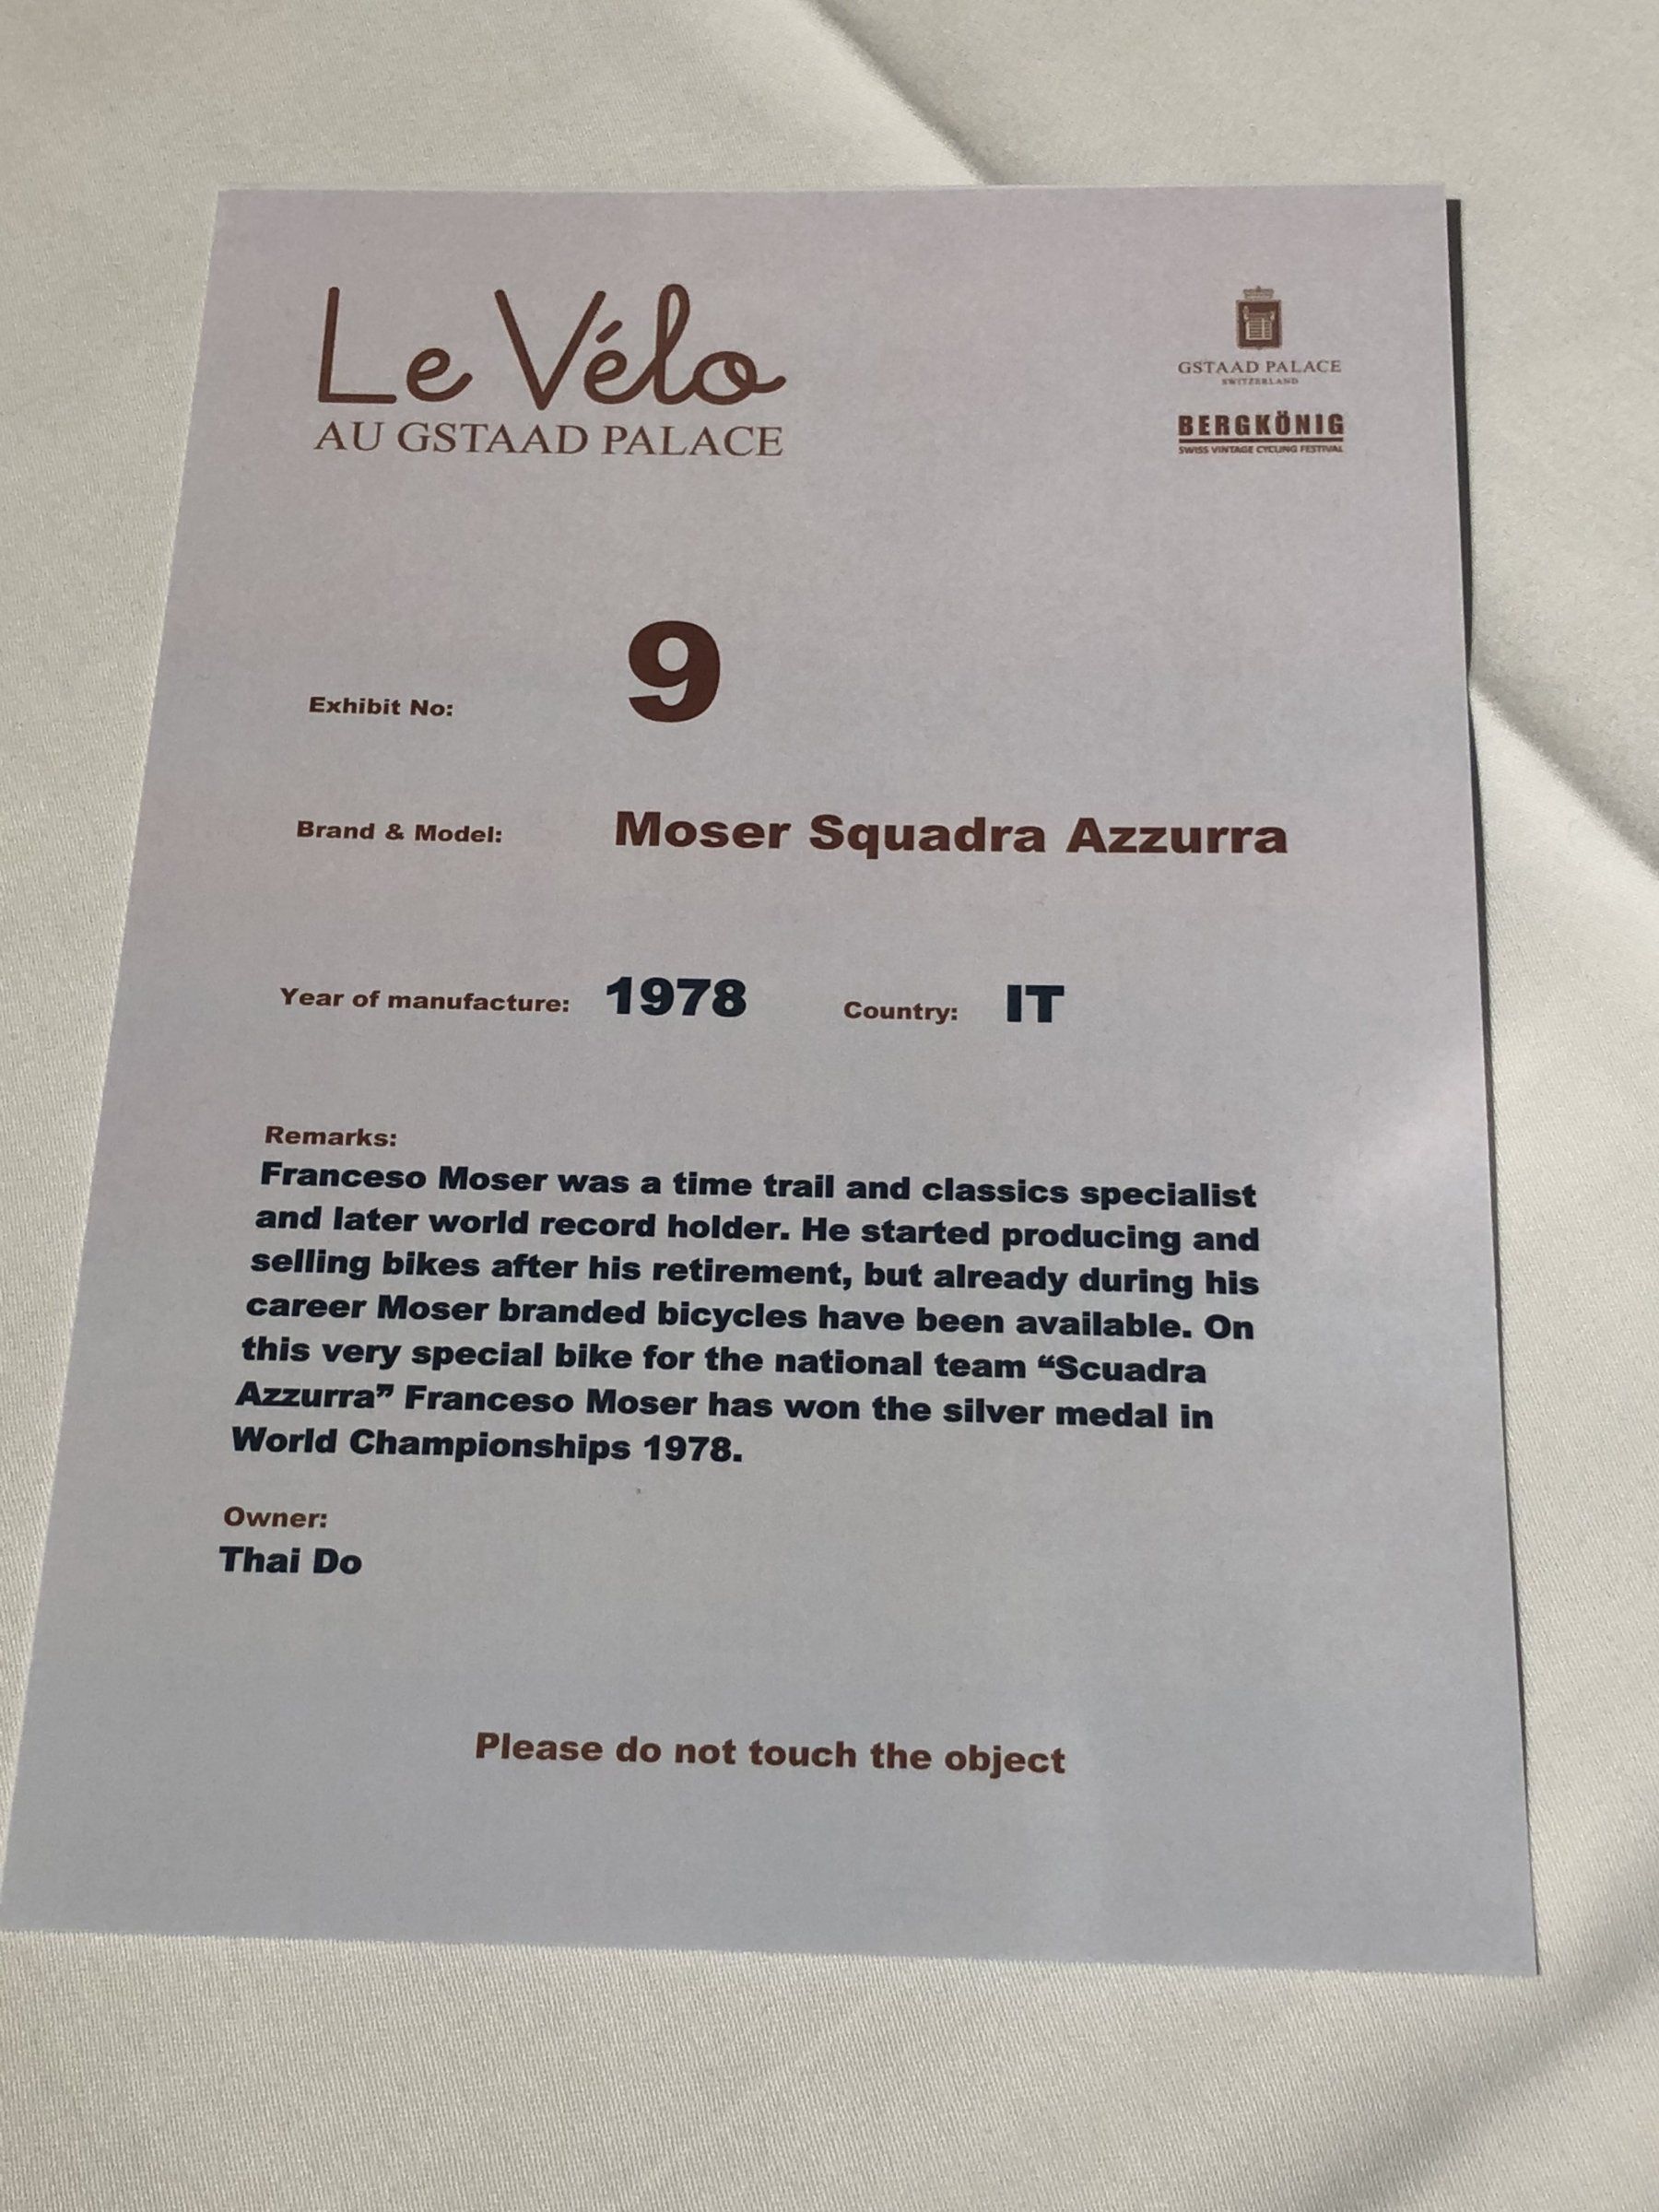 Le Vélo
AU GSTAAD PALACE
GSTAAD PALACE
SWITZERLAND
BERGKÖNIG
SWISS VINTAGE CYCLING FESTIVAL
Exhibit No: 9
Brand & Model: Moser Squadra Azzurra
Year of manufacture: 1978 Country: IT
Remarks:
Franceso Moser was a time trail and classics specialist
and later world record holder. He started producing and
selling bikes after his retirement, but already during his
career Moser branded bicycles have been available. On
this very special bike for the national team “Scuadra
Azzurra” Franceso Moser has won the silver medal in
World Championships 1978.
Owner:
Thai Do
Please do not touch the object